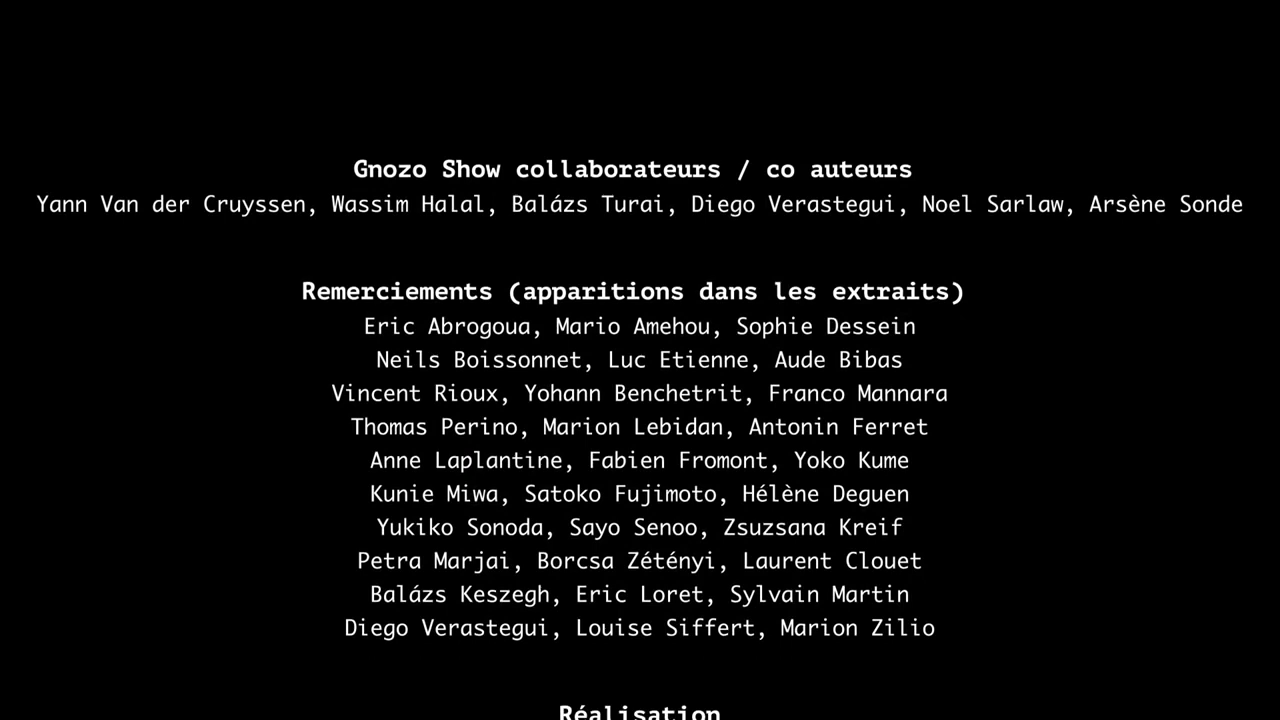 Gnozo Show collaborateurs / co auteurs
Yann Van der Cruyssen, Wassim Halal, Balázs Turai, Diego Verastegui, Noel Sarlaw, Arsène Sonde
Remerciements (apparitions dans les extraits)
Eric Abrogoua, Mario Amehou, Sophie Dessein
Neils Boissonnet, Luc Etienne, Aude Bibas
Vincent Rioux, Yohann Benchetrit, Franco Mannara
Thomas Perino, Marion Lebidan, Antonin Ferret
Anne Laplantine, Fabien Fromont, Yoko Kume
Kunie Miwa, Satoko Fujimoto, Hélène Deguen
Yukiko Sonoda, Sayo Senoo, Zsuzsana Kreif
Petra Marjai, Borcsa Zétényi, Laurent Clouet
Balázs Keszegh, Eric Loret, Sylvain Martin
Diego Verastegui, Louise Siffert, Marion Zilio
Réalisation